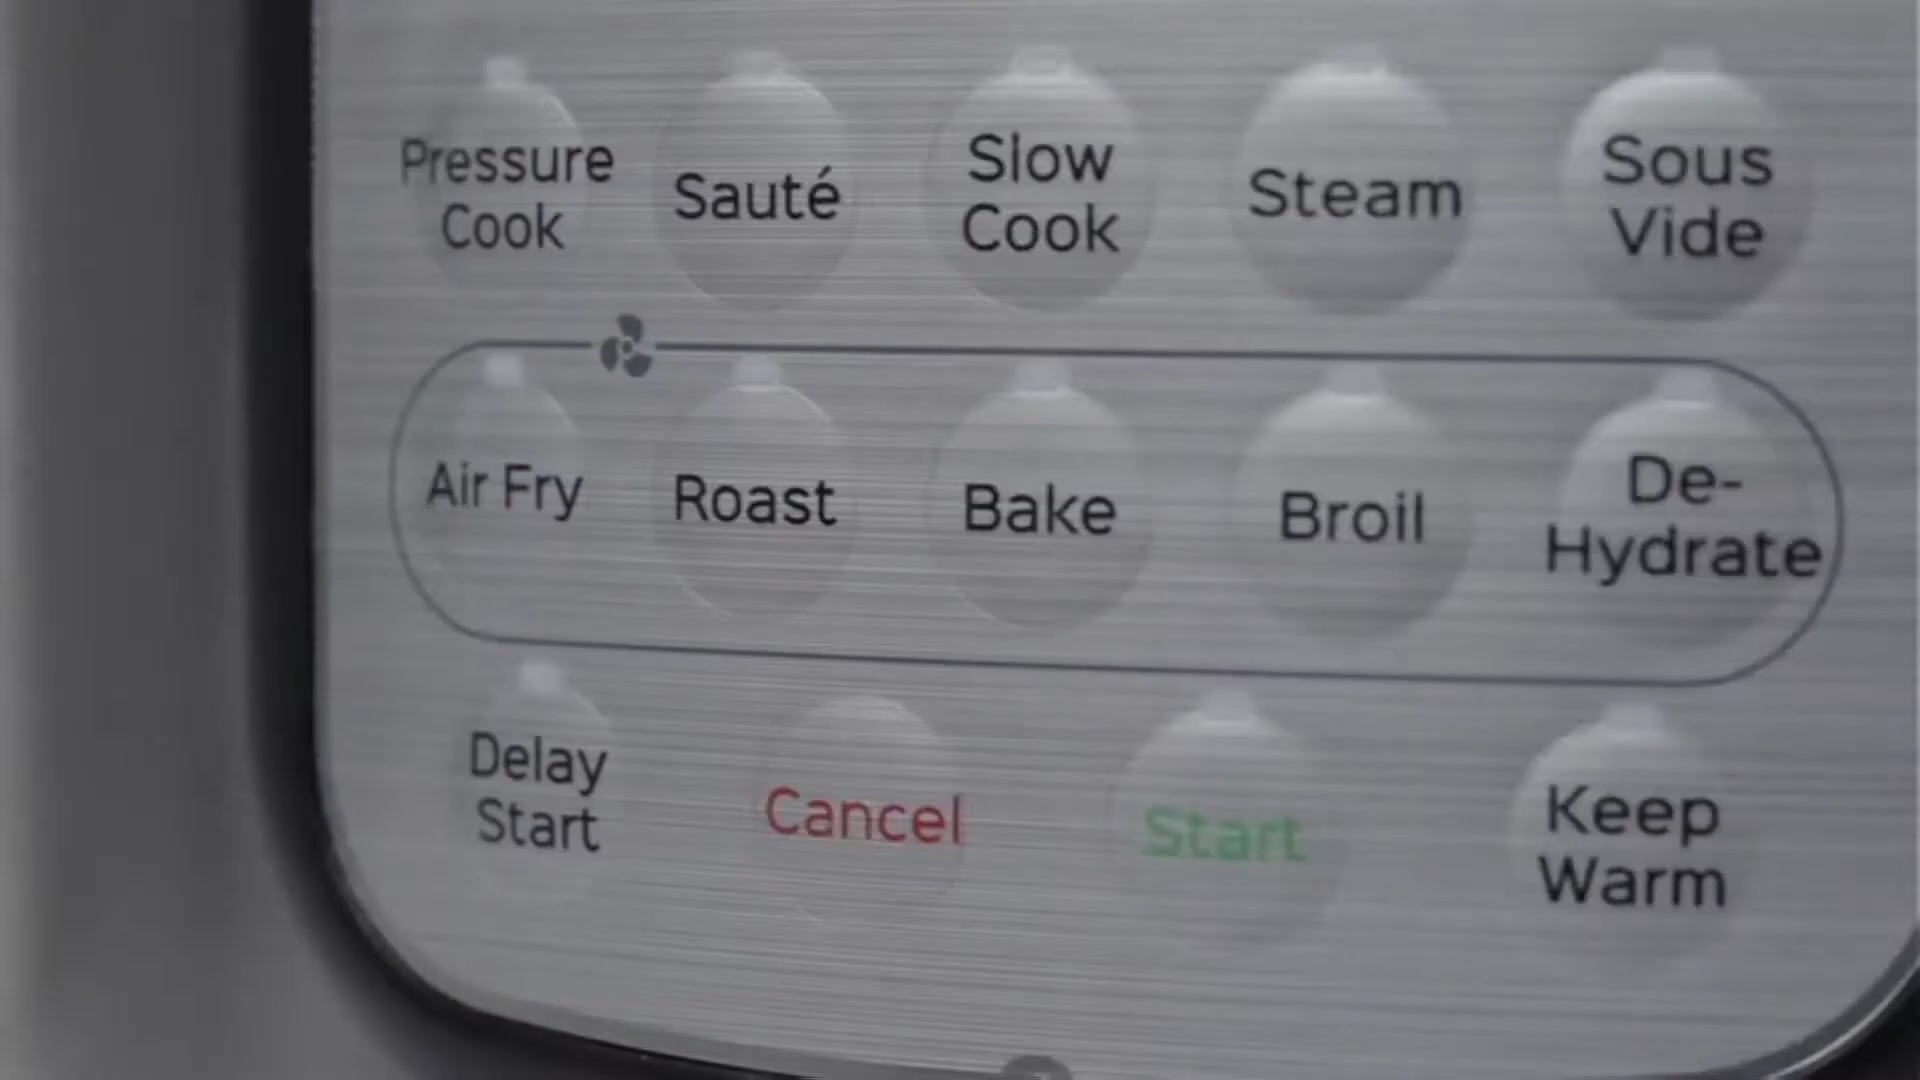 Pressure
Cook
Sauté
Slow
Cook
Steam
Sous
Vide
Air Fry
Roast
Bake
Broil
De-
Hydrate
Delay
Start
Cancel
Start
Keep
Warm